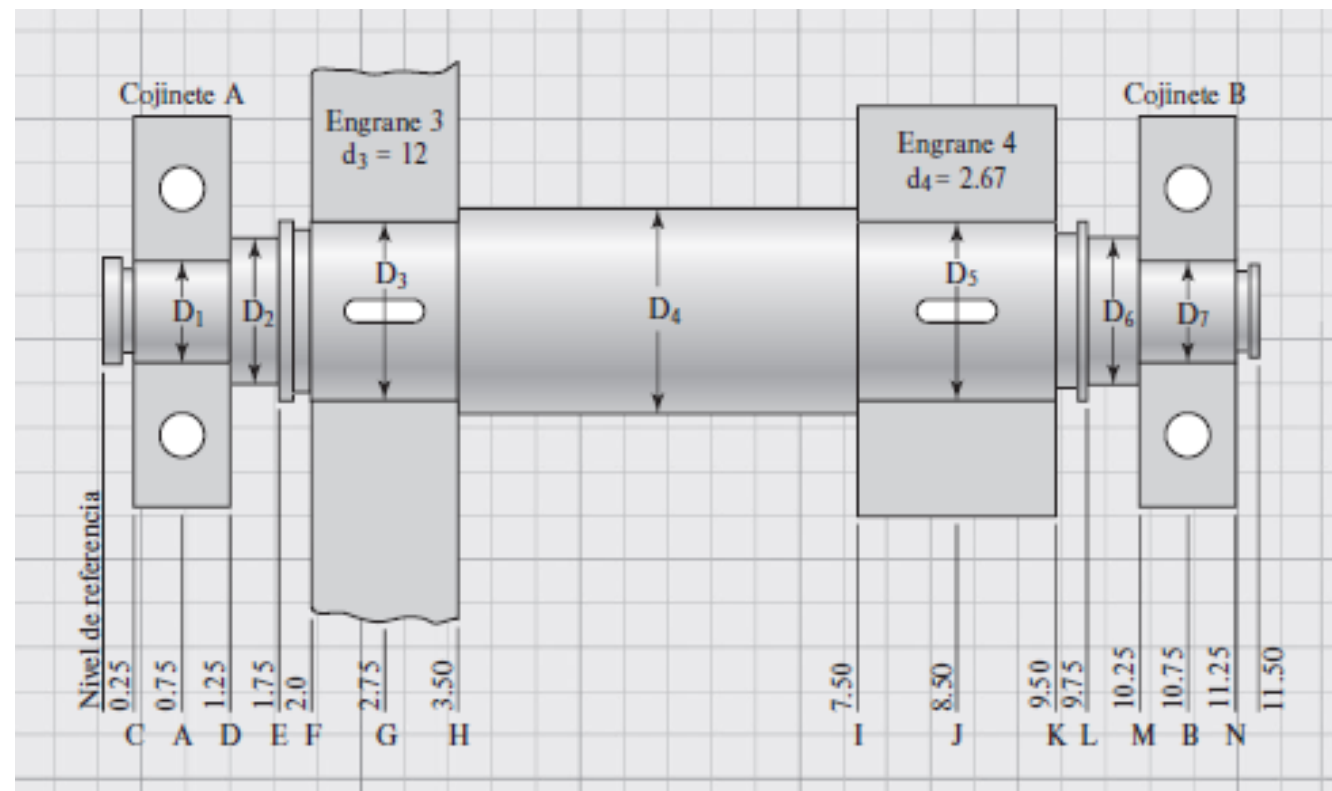 Cojinete A
Cojinete B
Engrane 3
d₃ = 12
Engrane 4
d₄ = 2.67
D₁
D₂
D₃
D₄
D₅
D₆
D₇
Nivel de referencia
0.25
0.75
1.25
1.75
2.0
2.75
3.50
7.50
8.50
9.50
9.75
10.25
10.75
11.25
11.50
C A D E F G H I J K L M B N